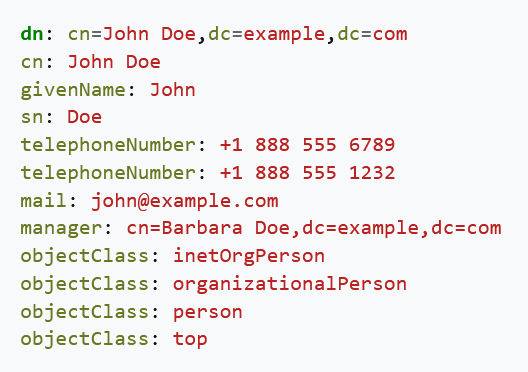 dn: cn=John Doe,dc=example,dc=com
cn: John Doe
givenName: John
sn: Doe
telephoneNumber: +1 888 555 6789
telephoneNumber: +1 888 555 1232
mail: john@example.com
manager: cn=Barbara Doe,dc=example,dc=com
objectClass: inetOrgPerson
objectClass: organizationalPerson
objectClass: person
objectClass: top